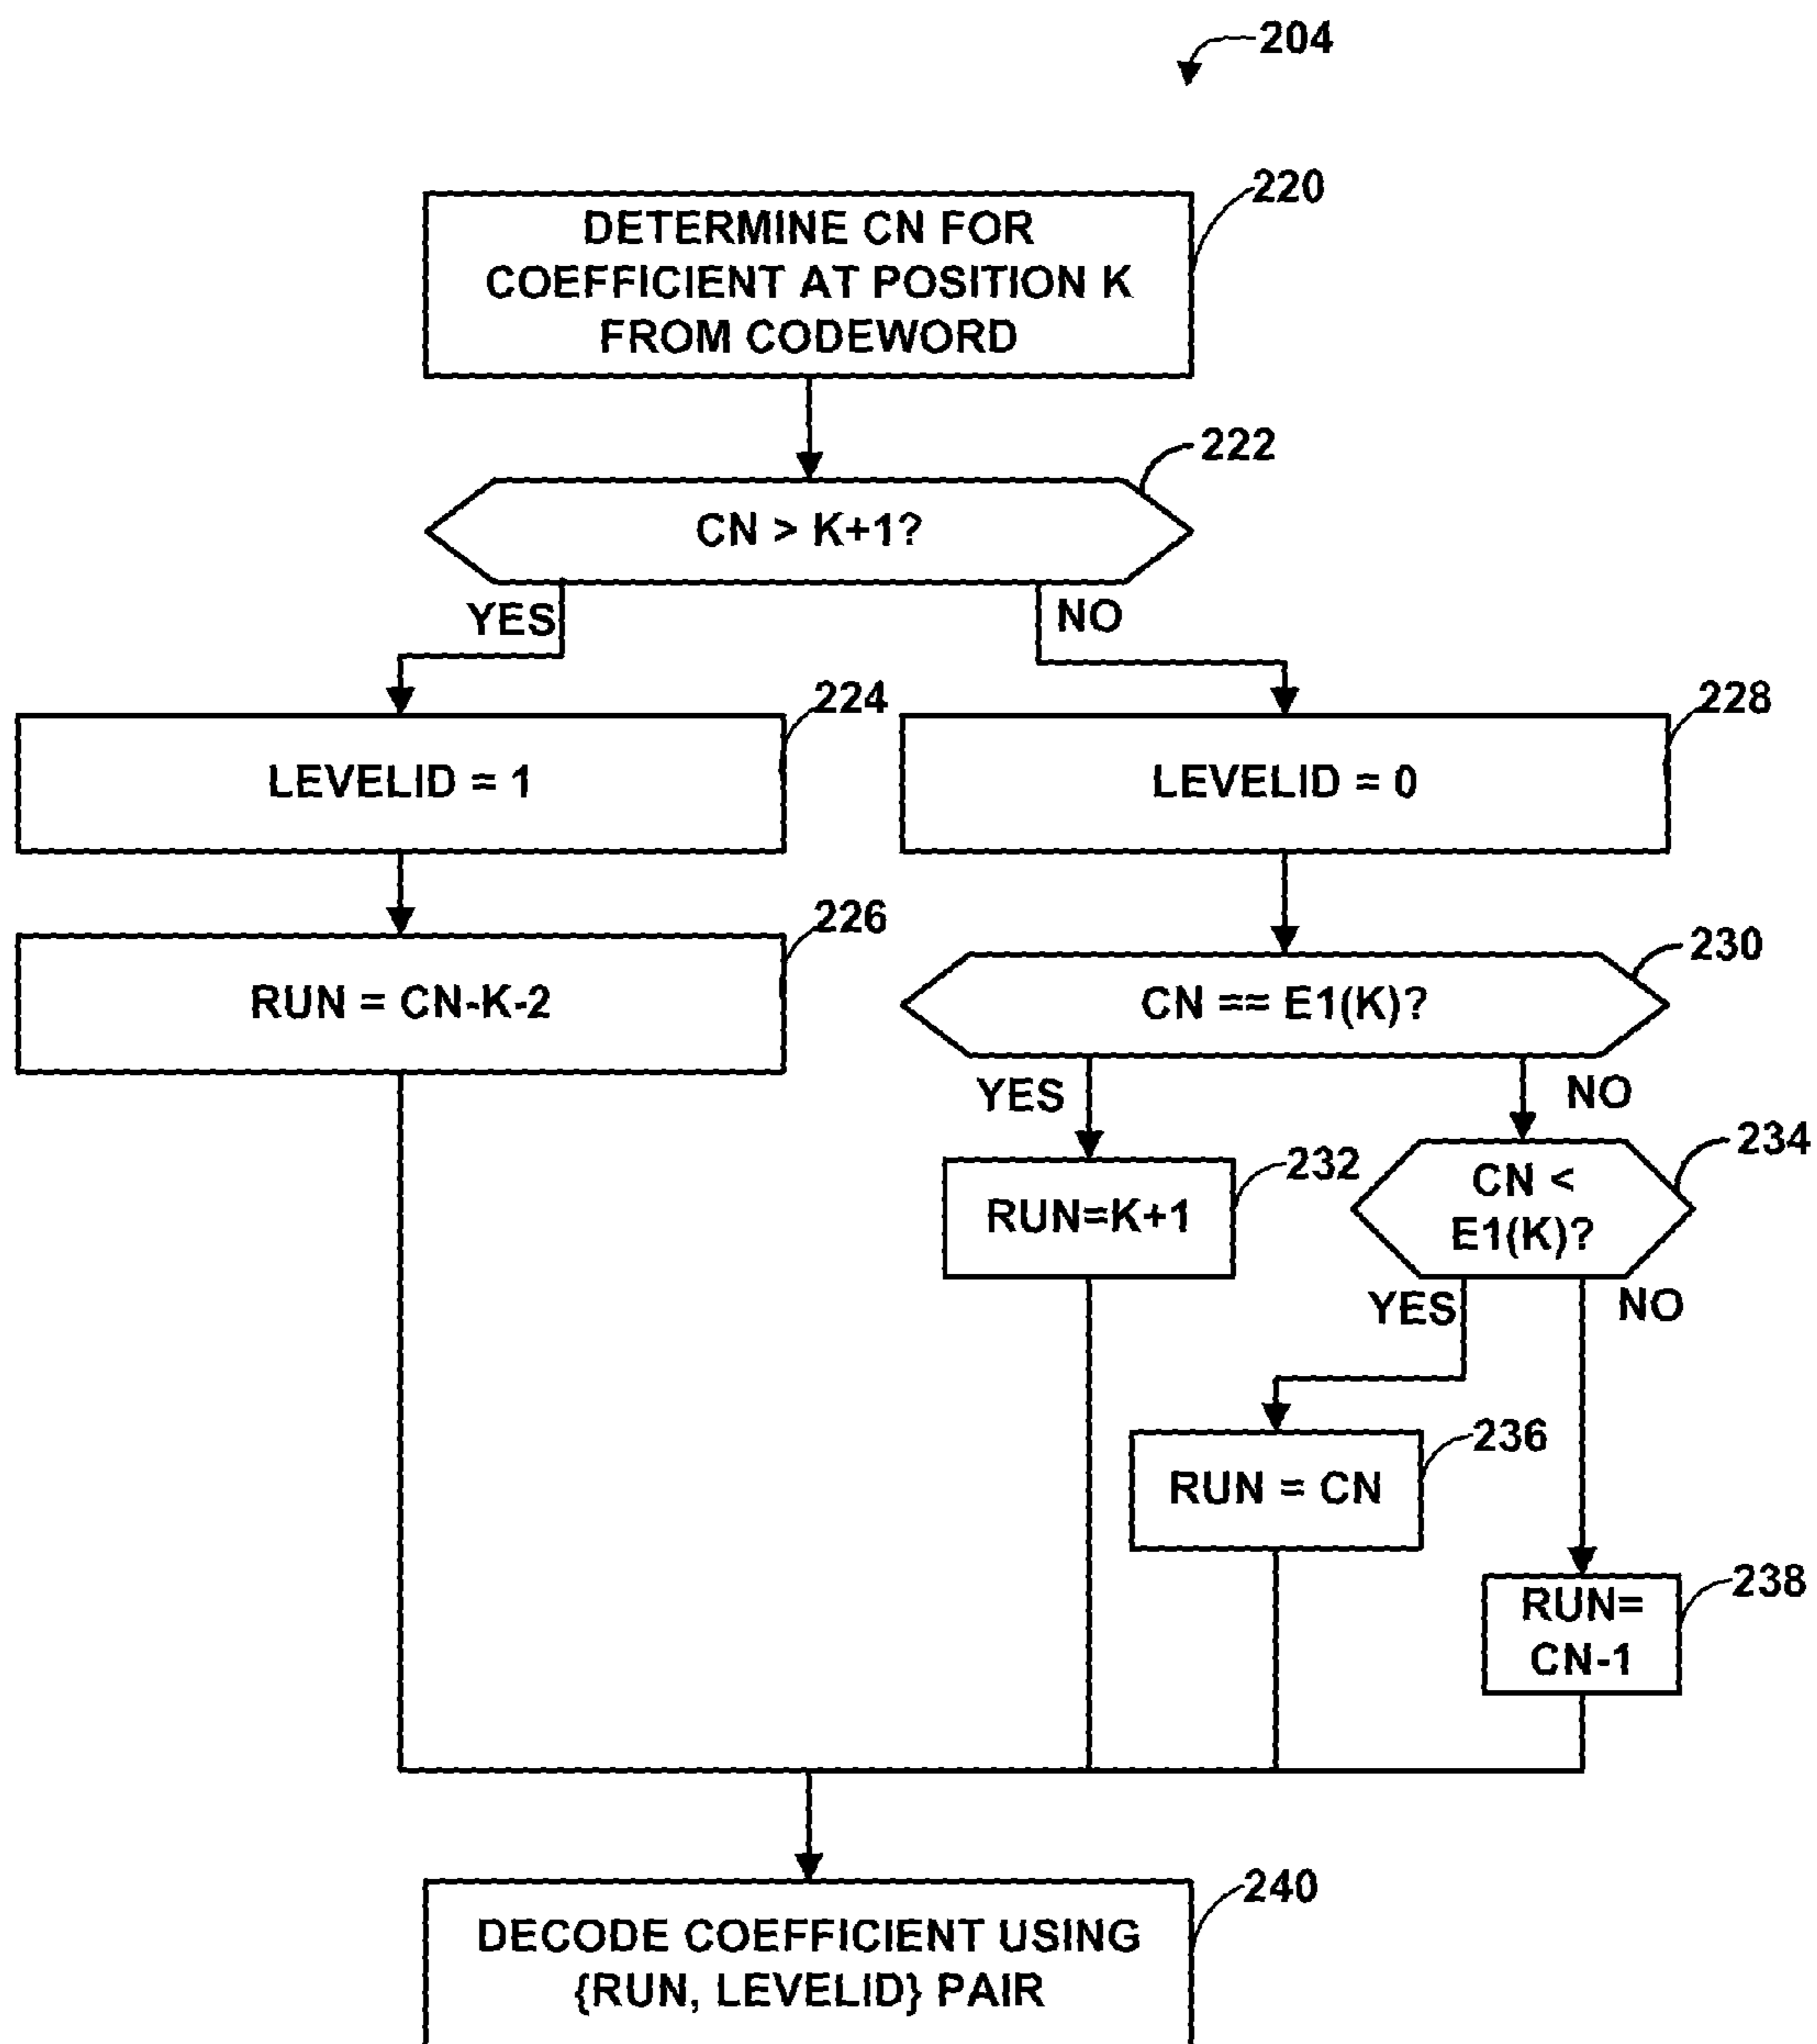 204
220
DETERMINE CN FOR
COEFFICIENT AT POSITION K
FROM CODEWORD
222
CN > K+1?
YES
NO
224
228
LEVELID = 1
LEVELID = 0
226
230
RUN = CN-K-2
CN == E1(K)?
YES
NO
232
234
RUN=K+1
CN <
E1(K)?
YES
NO
236
RUN = CN
238
RUN=
CN-1
240
DECODE COEFFICIENT USING
{RUN, LEVELID} PAIR